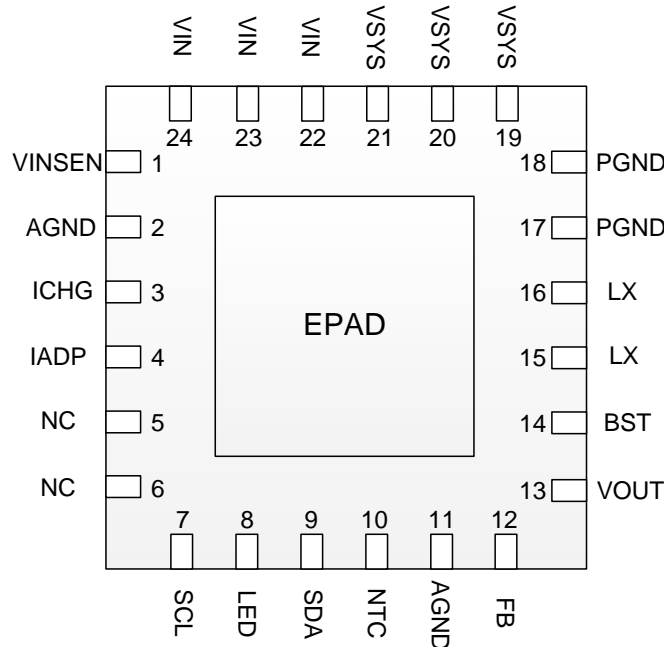 VIN VIN VIN VSYS VSYS VSYS
24 23 22 21 20 19
VINSEN 1 18 PGND
AGND 2 17 PGND
ICHG 3 16 LX
EPAD
IADP 4 15 LX
NC 5 14 BST
NC 6 13 VOUT
7 8 9 10 11 12
SCL LED SDA NTC AGND FB